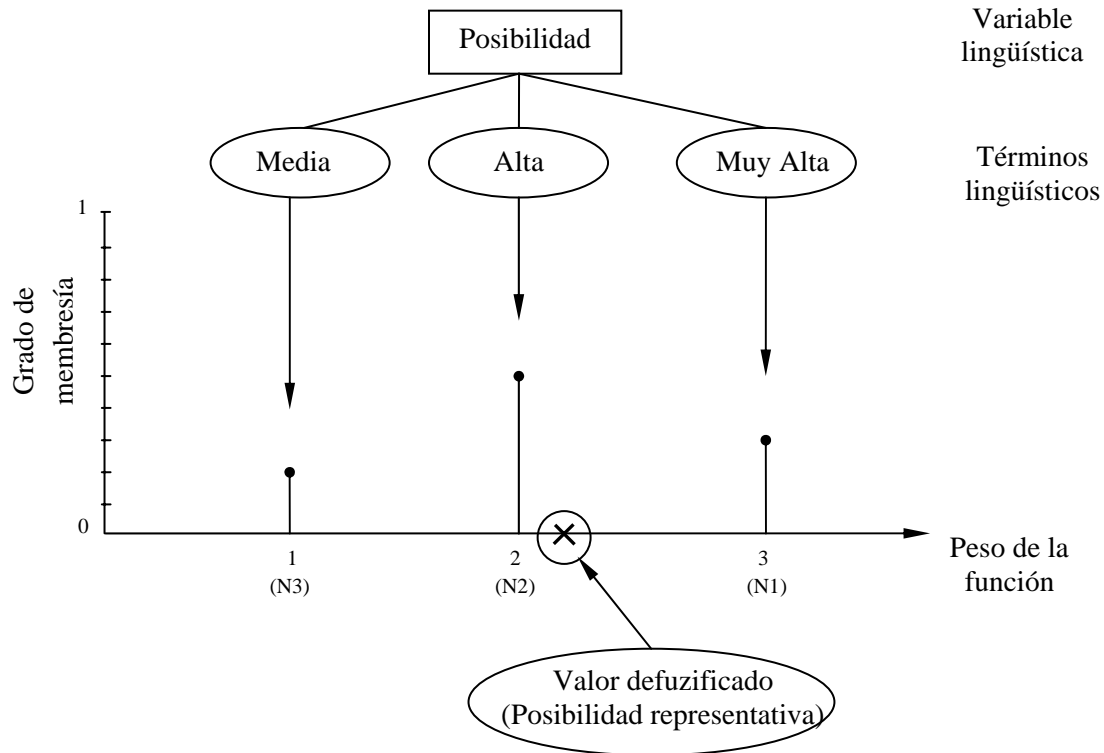 Variable
lingüística
Posibilidad
Media
Alta
Muy Alta
Términos
lingüísticos
1
Grado de
membresía
0
1
(N3)
2
(N2)
3
(N1)
Peso de la
función
Valor defuzificado
(Posibilidad representativa)